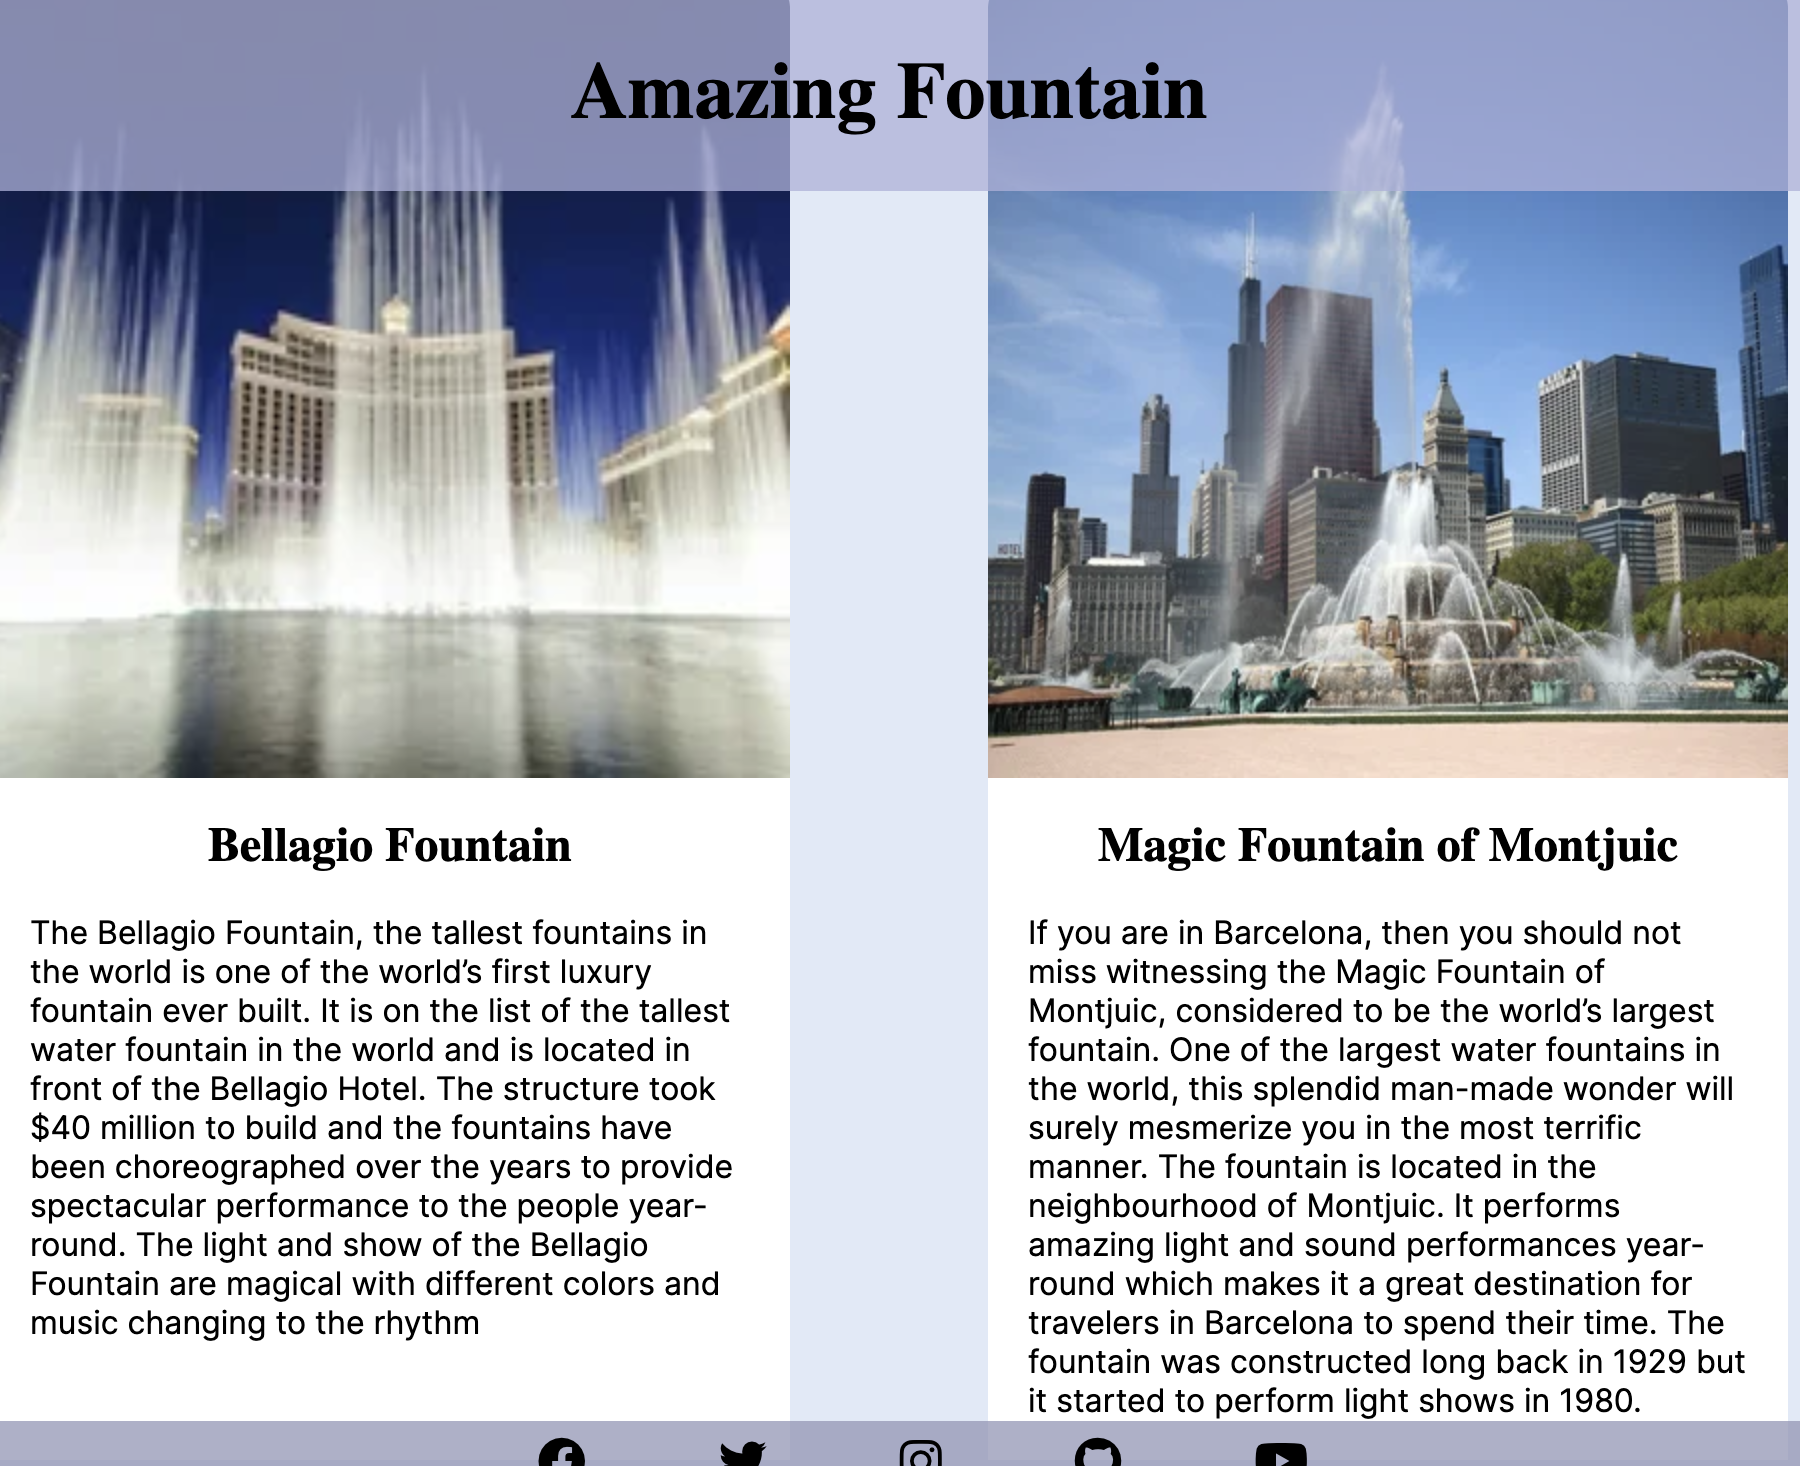 Amazing Fountain
HOTEL
Bellagio Fountain
The Bellagio Fountain, the tallest fountains in
the world is one of the world’s first luxury
fountain ever built. It is on the list of the tallest
water fountain in the world and is located in
front of the Bellagio Hotel. The structure took
$40 million to build and the fountains have
been choreographed over the years to provide
spectacular performance to the people year-
round. The light and show of the Bellagio
Fountain are magical with different colors and
music changing to the rhythm
Magic Fountain of Montjuic
If you are in Barcelona, then you should not
miss witnessing the Magic Fountain of
Montjuic, considered to be the world’s largest
fountain. One of the largest water fountains in
the world, this splendid man-made wonder will
surely mesmerize you in the most terrific
manner. The fountain is located in the
neighbourhood of Montjuic. It performs
amazing light and sound performances year-
round which makes it a great destination for
travelers in Barcelona to spend their time. The
fountain was constructed long back in 1929 but
it started to perform light shows in 1980.